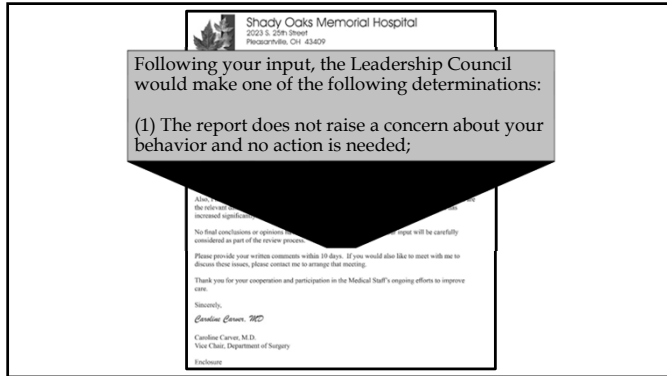 Shady Oaks Memorial Hospital
2023 S. 25th Street
Pleasantville, OH 43409
Following your input, the Leadership Council
would make one of the following determinations:
(1) The report does not raise a concern about your
behavior and no action is needed;
Also,
the relevant
increased significantly
No final conclusions or opinions input will be carefully
considered as part of the review process.
Please provide your written comments within 10 days. If you would also like to meet with me to
discuss these issues, please contact me to arrange that meeting.
Thank you for your cooperation and participation in the Medical Staff's ongoing efforts to improve
care.
Sincerely,
Caroline Carver, MD
Caroline Carver, M.D.
Vice Chair, Department of Surgery
Enclosure